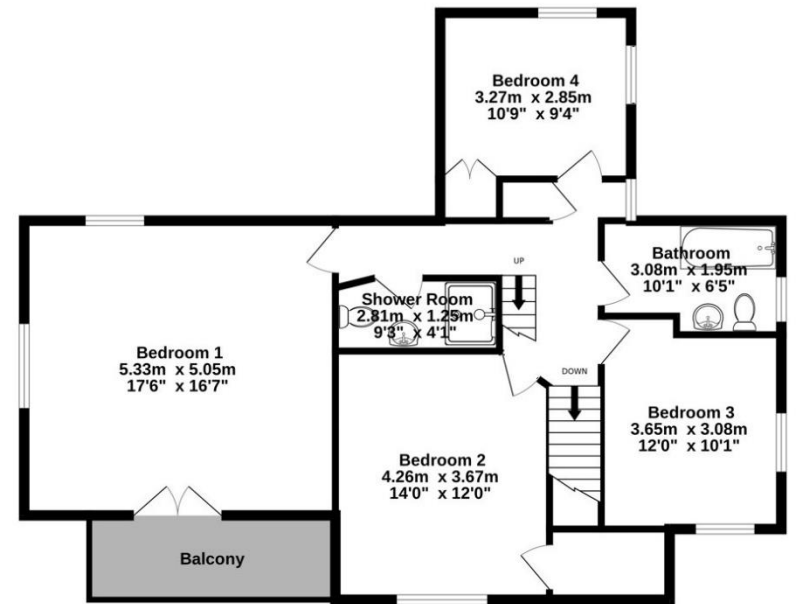 Bedroom 4
3.27m x 2.85m
10'9" x 9'4"
UP
Bathroom
3.08m x 1.95m
10'1" x 6'5"
Shower Room
2.81m x 1.25m
9'3" x 4'1"
Bedroom 1
5.33m x 5.05m
17'6" x 16'7"
DOWN
Bedroom 3
3.65m x 3.08m
12'0" x 10'1"
Bedroom 2
4.26m x 3.67m
14'0" x 12'0"
Balcony